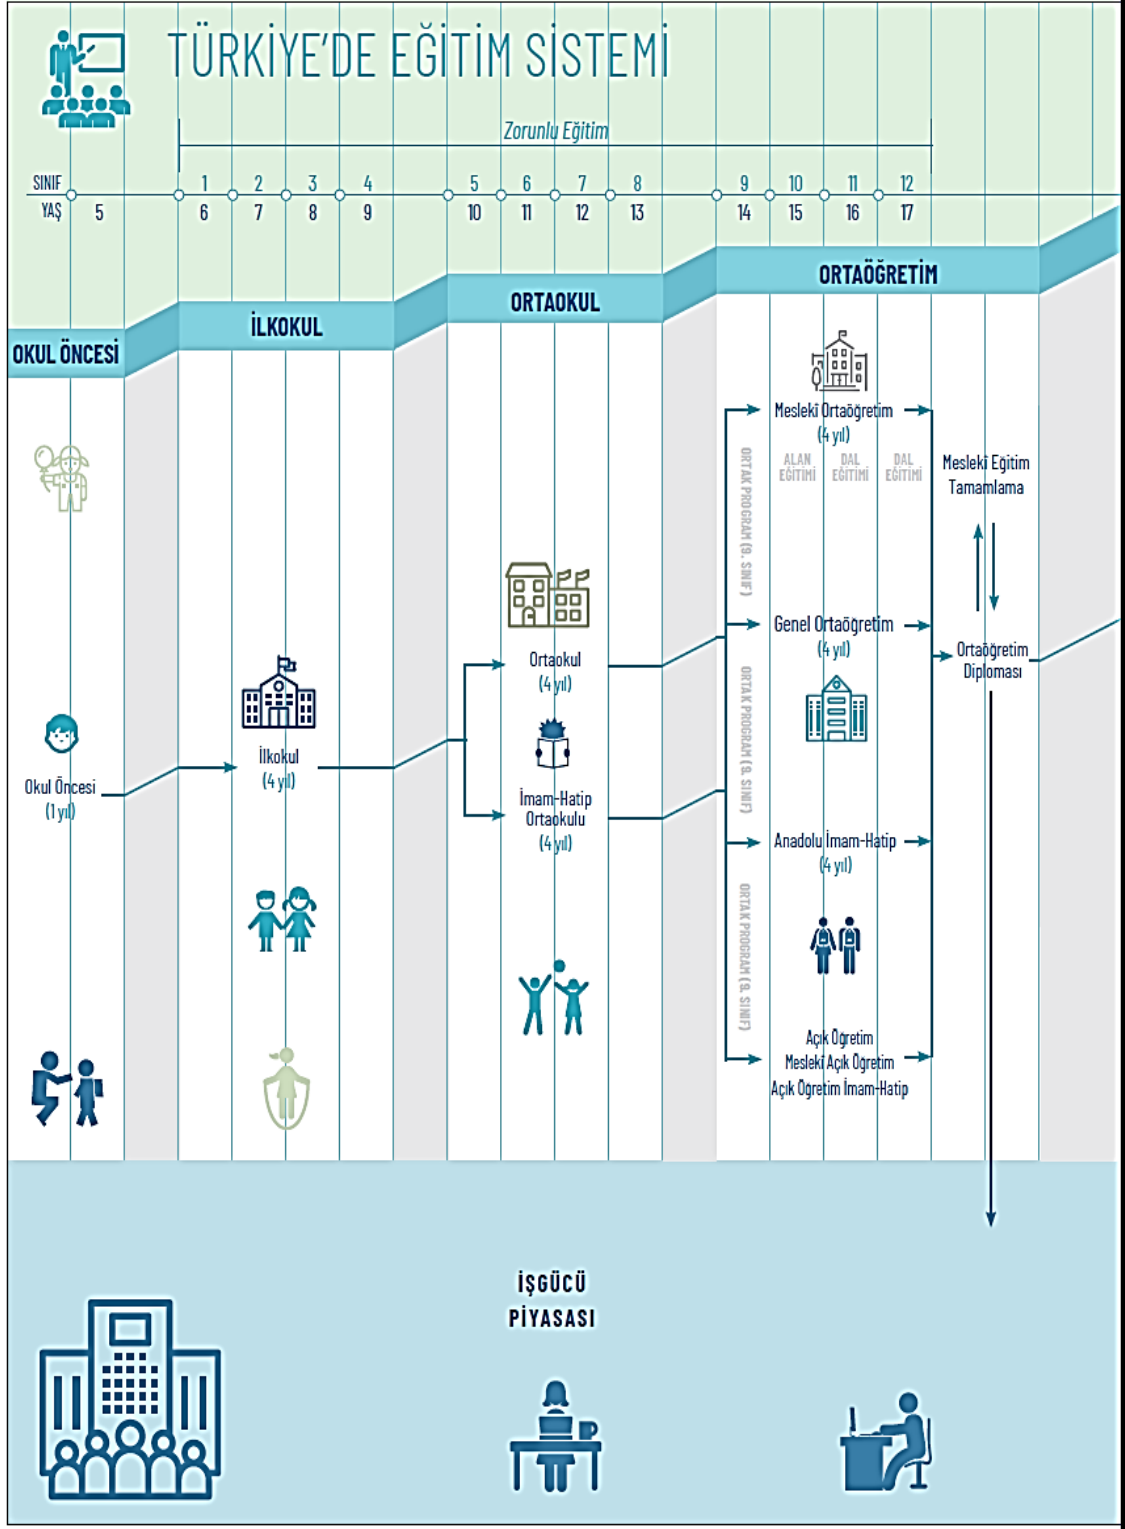 TÜRKİYE'DE EĞİTİM SİSTEMİ
Zorunlu Eğitim
SINIF 1 2 3 4 5 6 7 8 9 10 11 12
YAŞ 5 6 7 8 9 10 11 12 13 14 15 16 17
OKUL ÖNCESİ
İLKOKUL
ORTAOKUL
ORTAÖĞRETİM
Okul Öncesi
(1 yıl)
İlkokul
(4 yıl)
Ortaokul
(4 yıl)
İmam-Hatip
Ortaokulu
(4 yıl)
Meslekî Ortaöğretim
(4 yıl)
ORTAK PROGRAM (9. SINIF)
ALAN
EĞİTİMİ
DAL
EĞİTİMİ
DAL
EĞİTİMİ
Genel Ortaöğretim
(4 yıl)
ORTAK PROGRAM (9. SINIF)
Anadolu İmam-Hatip
(4 yıl)
ORTAK PROGRAM (9. SINIF)
Açık Öğretim
Meslekî Açık Öğretim
Açık Öğretim İmam-Hatip
Meslekî Eğitim
Tamamlama
Ortaöğretim
Diploması
İŞGÜCÜ
PİYASASI